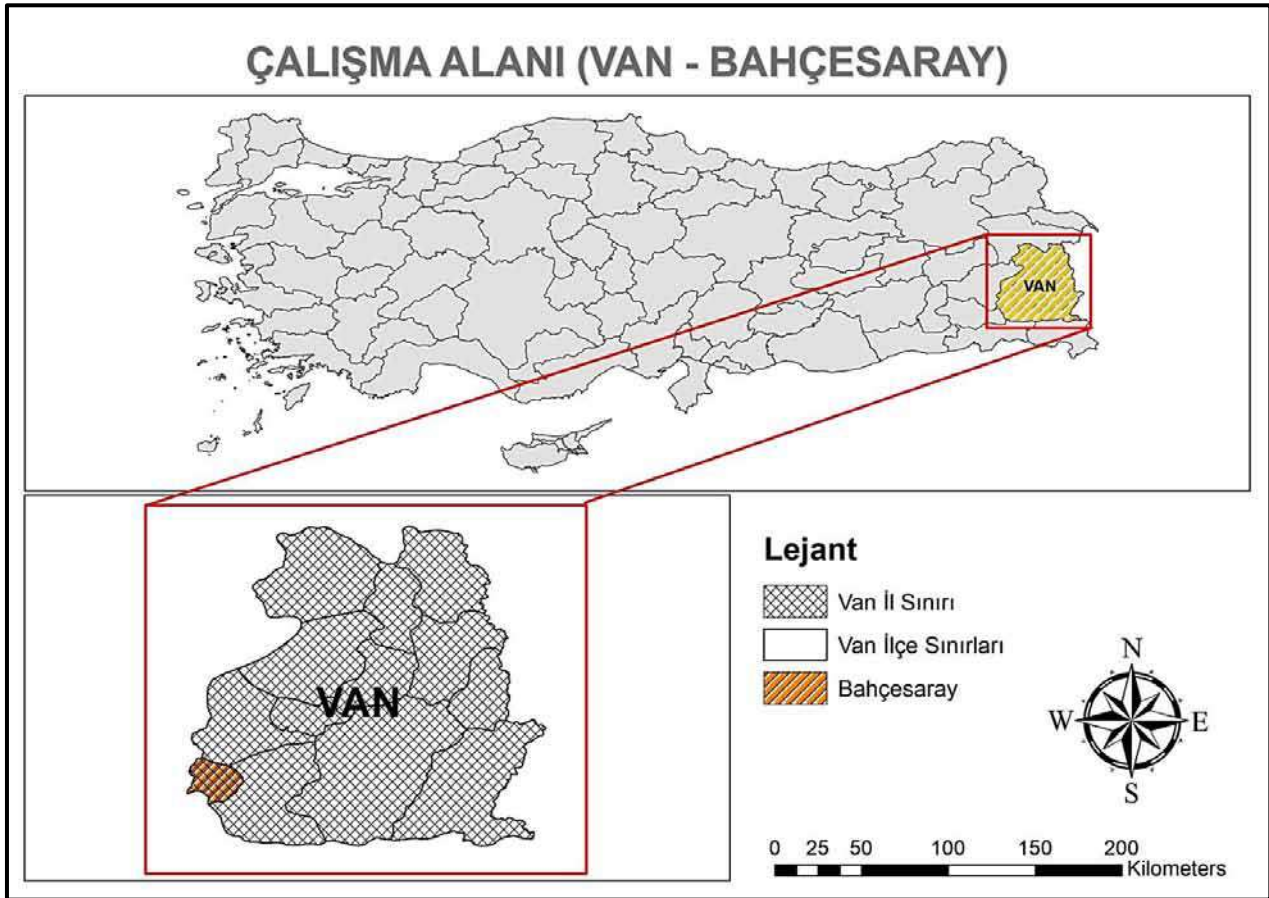 ÇALIŞMA ALANI (VAN - BAHÇESARAY)
VAN
VAN
Lejant
Van İl Sınırı
Van İlçe Sınırları
Bahçesaray
N
W E
S
0 25 50 100 150 200
Kilometers